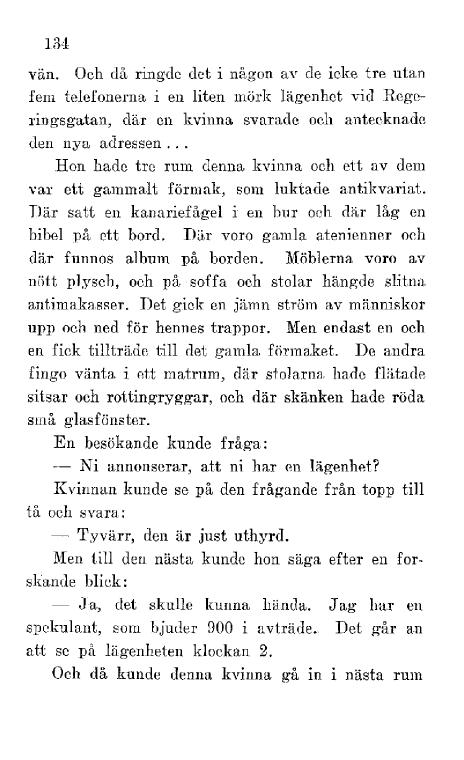 134
vän. Och då ringde det i någon av de icke tre utan
fem telefonerna i en liten mörk lägenhet vid Rege-
ringsgatan, där en kvinna svarade och antecknade
den nya adressen . . .
Hon hade tre rum denna kvinna och ett av dem
var ett gammalt förmak, som luktade antikvariat.
Där satt en kanariefågel i en bur och där låg en
bibel på ett bord. Där voro gamla atenienner och
där funnos album på borden. Möblerna voro av
nött plysch, och på soffa och stolar hängde slitna
antimakasser. Det gick en jämn ström av människor
upp och ned för hennes trappor. Men endast en och
en fick tillträde till det gamla förmaket. De andra
fingo vänta i ett matrum, där stolarna hade flätade
sitsar och rottingryggar, och där skänken hade röda
små glasfönster.
En besökande kunde fråga:
— Ni annonserar, att ni har en lägenhet?
Kvinnan kunde se på den frågande från topp till
tå och svara:
— Tyvärr, den är just uthyrd.
Men till den nästa kunde hon säga efter en for-
skande blick:
— Ja, det skulle kunna hända. Jag har en
spekulant, som bjuder 900 i avträde. Det går an
att se på lägenheten klockan 2.
Och då kunde denna kvinna gå in i nästa rum